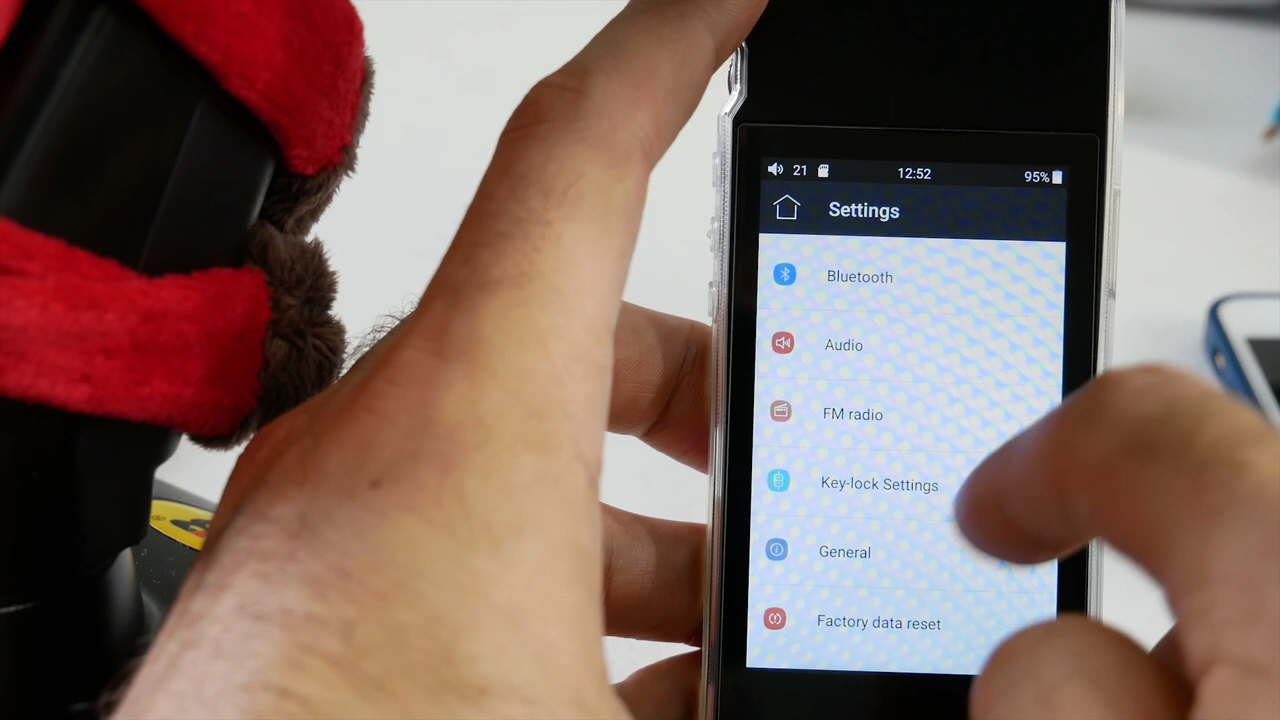 21 12:52 95%
Settings
Bluetooth
Audio
FM radio
Key-lock Settings
General
Factory data reset